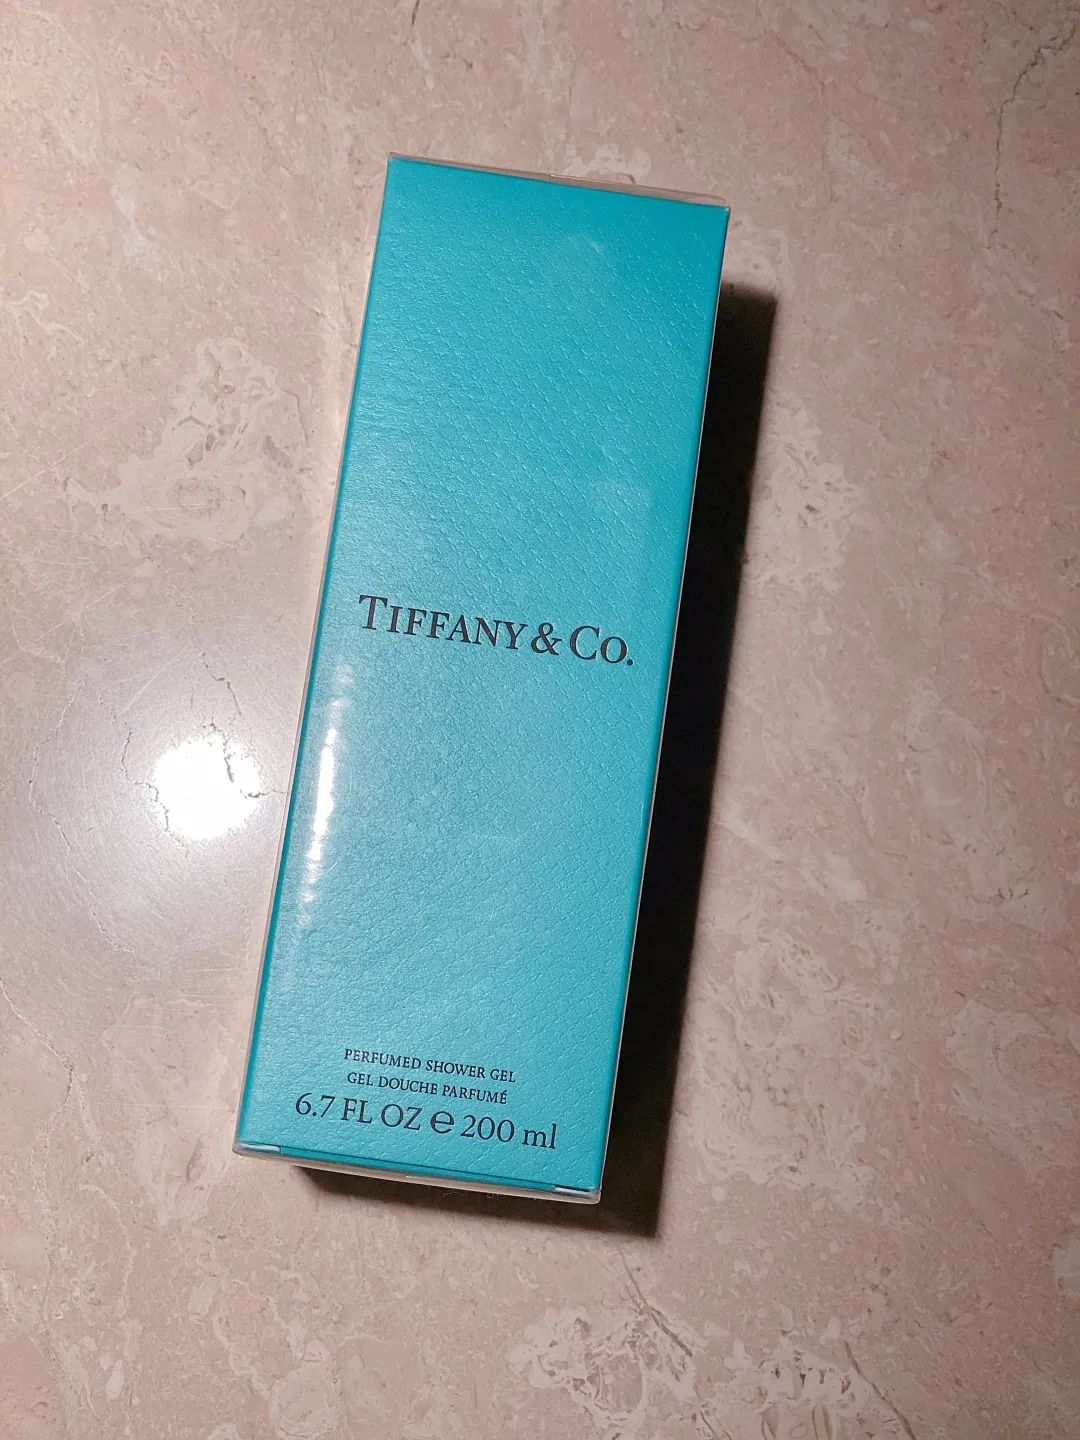 TIFFANY & CO.
PERFUMED SHOWER GEL
GEL DOUCHE PARFUMÉ
6.7 FL OZ ℮ 200 ml